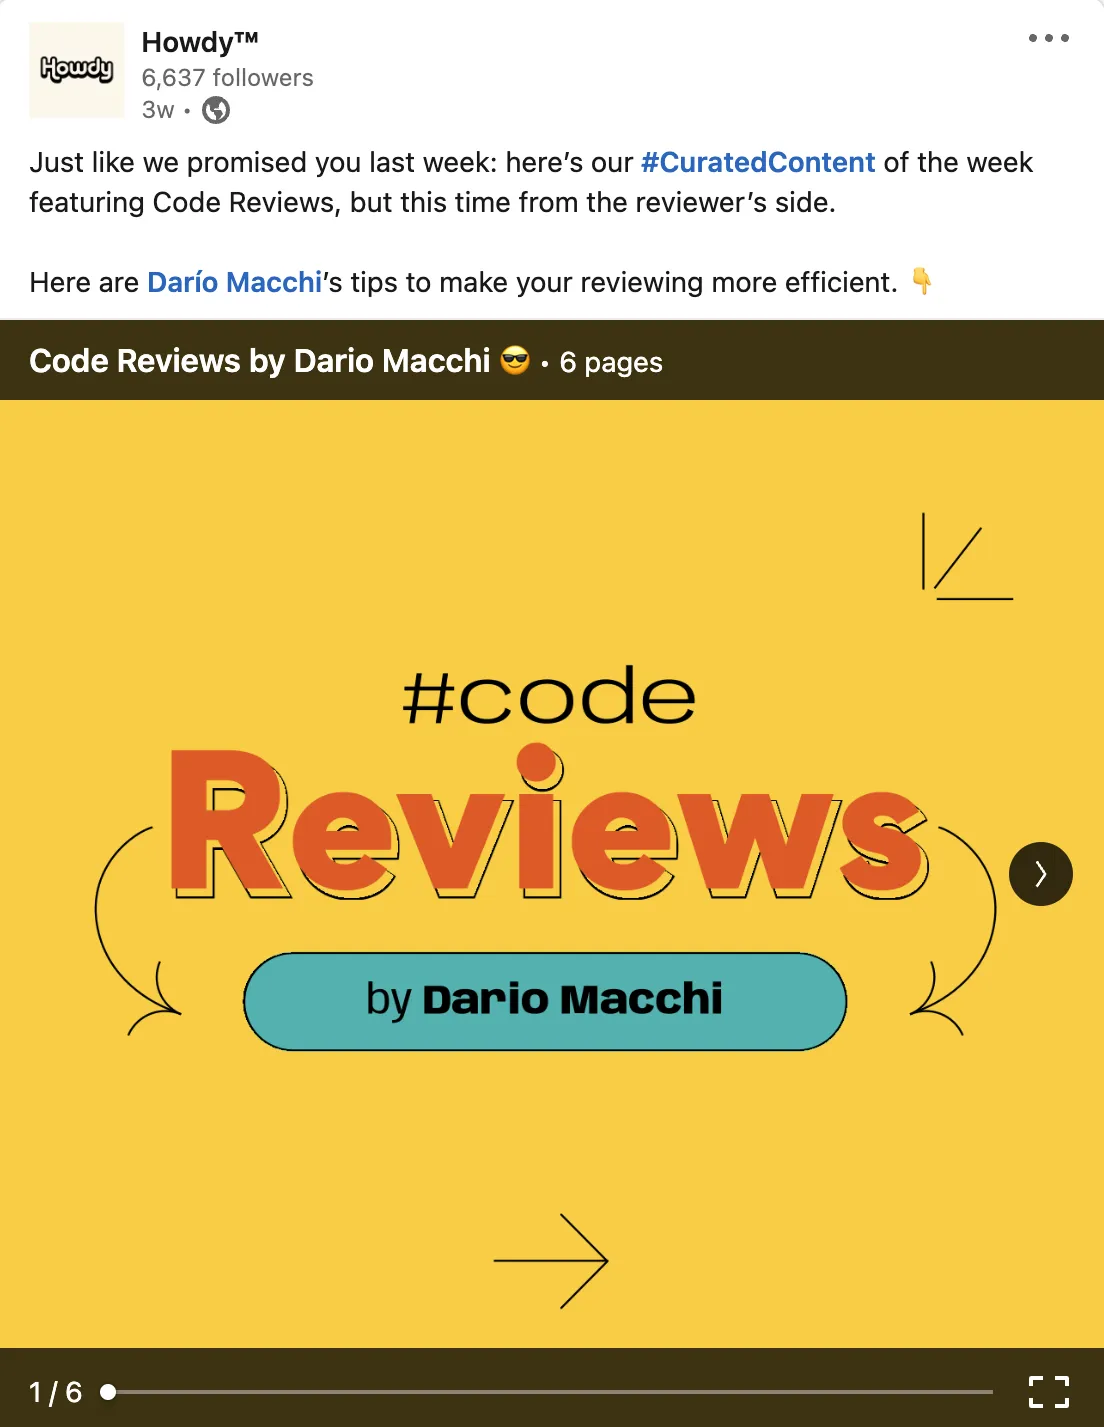 Howdy
Howdy™
6,637 followers
3w •
Just like we promised you last week: here’s our #CuratedContent of the week
featuring Code Reviews, but this time from the reviewer’s side.
Here are Darío Macchi’s tips to make your reviewing more efficient. 👇
Code Reviews by Dario Macchi 😎 • 6 pages
#code
Reviews
by Dario Macchi
1 / 6